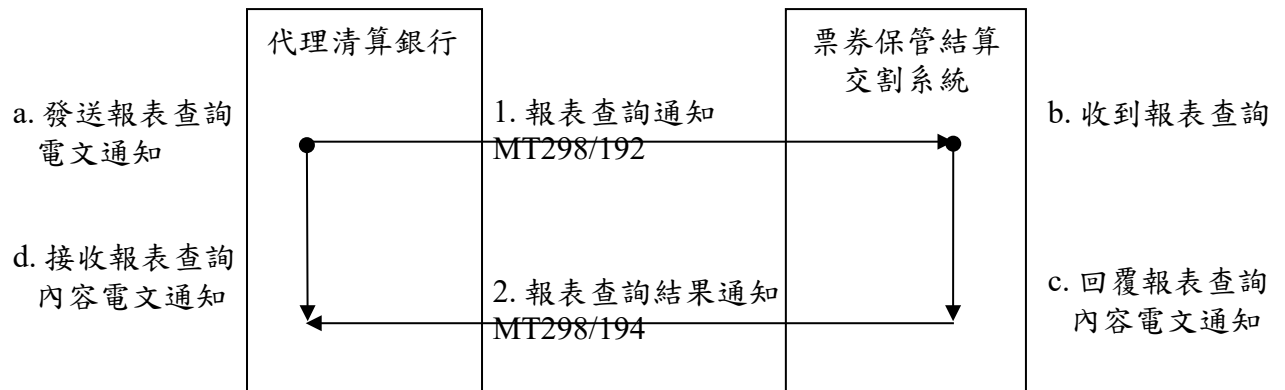 代理清算銀行
票券保管結算
交割系統
a. 發送報表查詢
電文通知
1. 報表查詢通知
MT298/192
b. 收到報表查詢
d. 接收報表查詢
內容電文通知
2. 報表查詢結果通知
MT298/194
c. 回覆報表查詢
內容電文通知